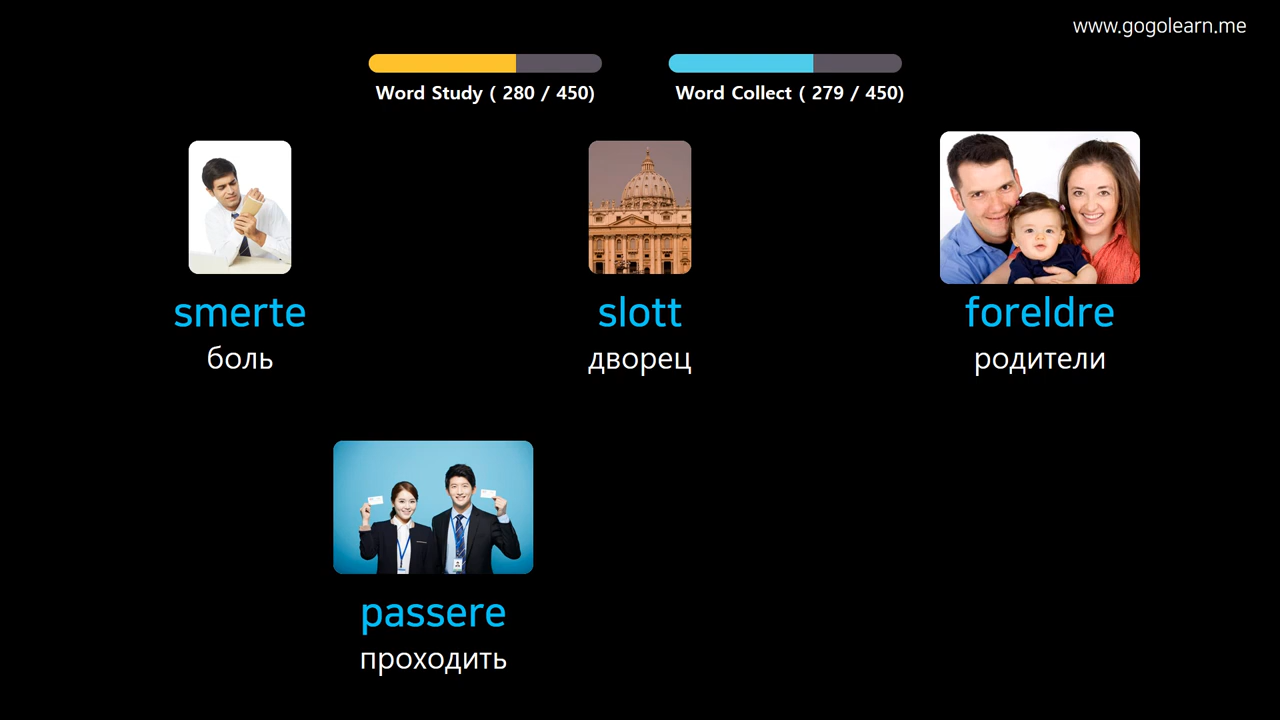 www.gogolearn.me
Word Study ( 280 / 450)
Word Collect ( 279 / 450)
smerte
боль
slott
дворец
foreldre
родители
passere
проходить